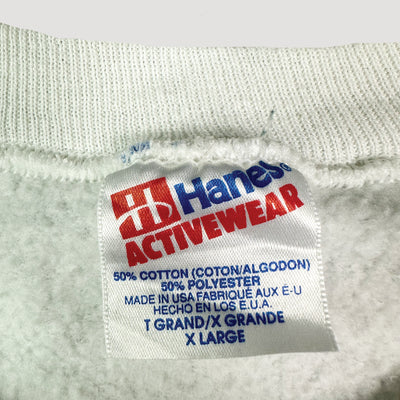 Hanes®
ACTIVEWEAR
50% COTTON (COTON/ALGODON)
50% POLYESTER
MADE IN USA FABRIQUÉ AUX É-U
HECHO EN LOS E.U.A.
T GRAND/X GRANDE
X LARGE